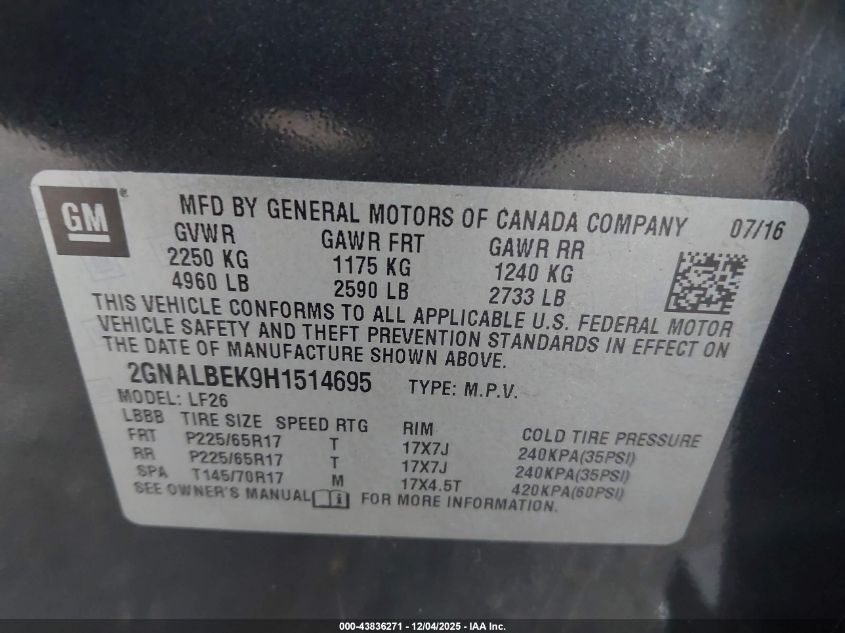 GM®
MFD BY GENERAL MOTORS OF CANADA COMPANY 07/16
GVWR GAWR FRT GAWR RR
2250 KG 1175 KG 1240 KG
4960 LB 2590 LB 2733 LB
THIS VEHICLE CONFORMS TO ALL APPLICABLE U.S. FEDERAL MOTOR
VEHICLE SAFETY AND THEFT PREVENTION STANDARDS IN EFFECT ON
THE DATE OF MANUFACTURE SHOWN ABOVE.
2GNALBEK9H1514695 TYPE: M.P.V.
MODEL: LF26
LBBB TIRE SIZE SPEED RTG RIM COLD TIRE PRESSURE
FRT P225/65R17 T 17X7J 240KPA(35PSI)
RR P225/65R17 T 17X7J 240KPA(35PSI)
SPA T145/70R17 M 17X4.5T 420KPA(60PSI)
SEE OWNER'S MANUAL FOR MORE INFORMATION.
000-43836271 - 12/04/2025 - IAA Inc.